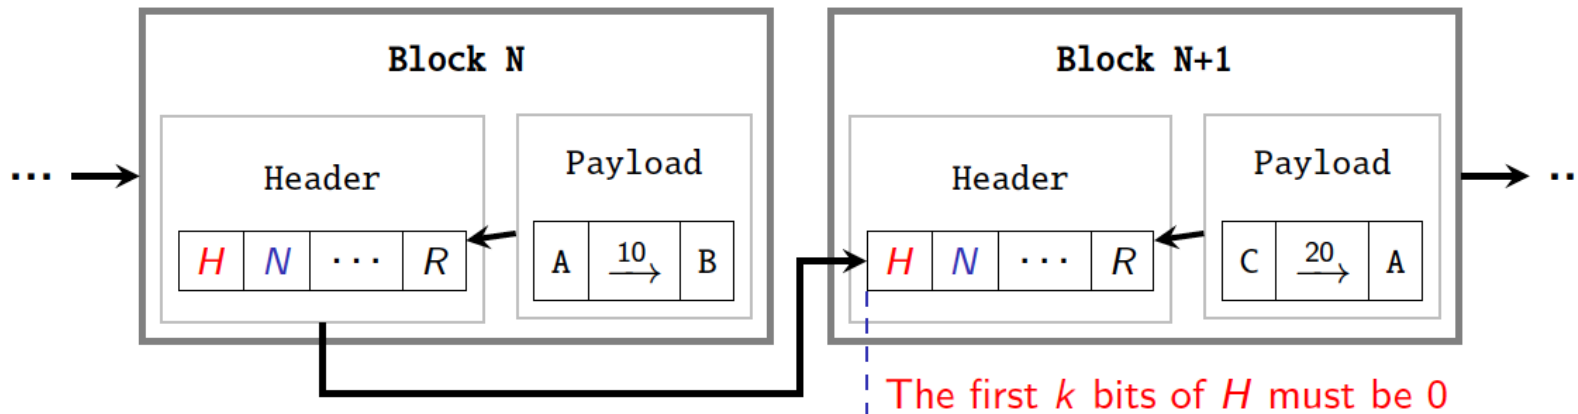 Block N
Block N+1
... Header Payload Header Payload ..
H N ... R A 10 B H N ... R C 20 A
The first k bits of H must be 0